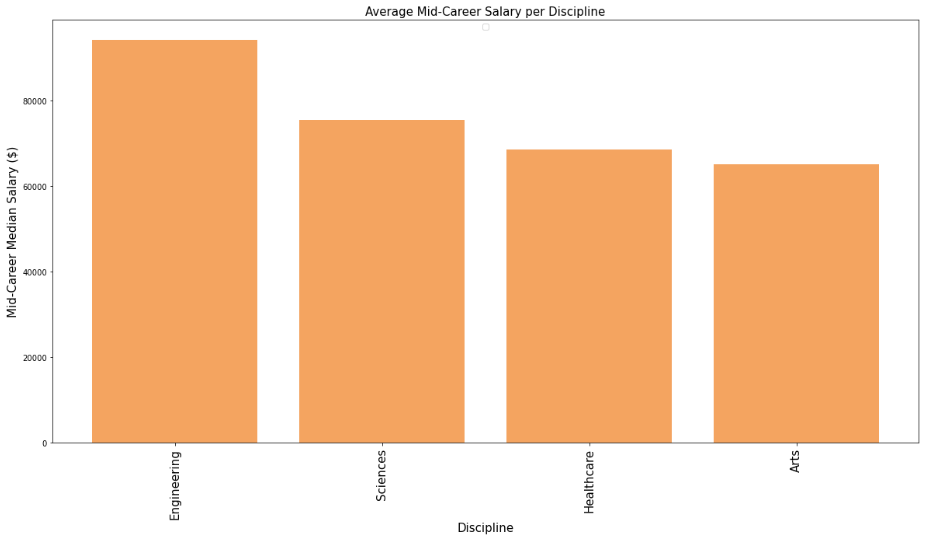 Average Mid-Career Salary per Discipline
Mid-Career Median Salary ($)
80000
60000
40000
20000
0
Engineering
Sciences
Healthcare
Arts
Discipline